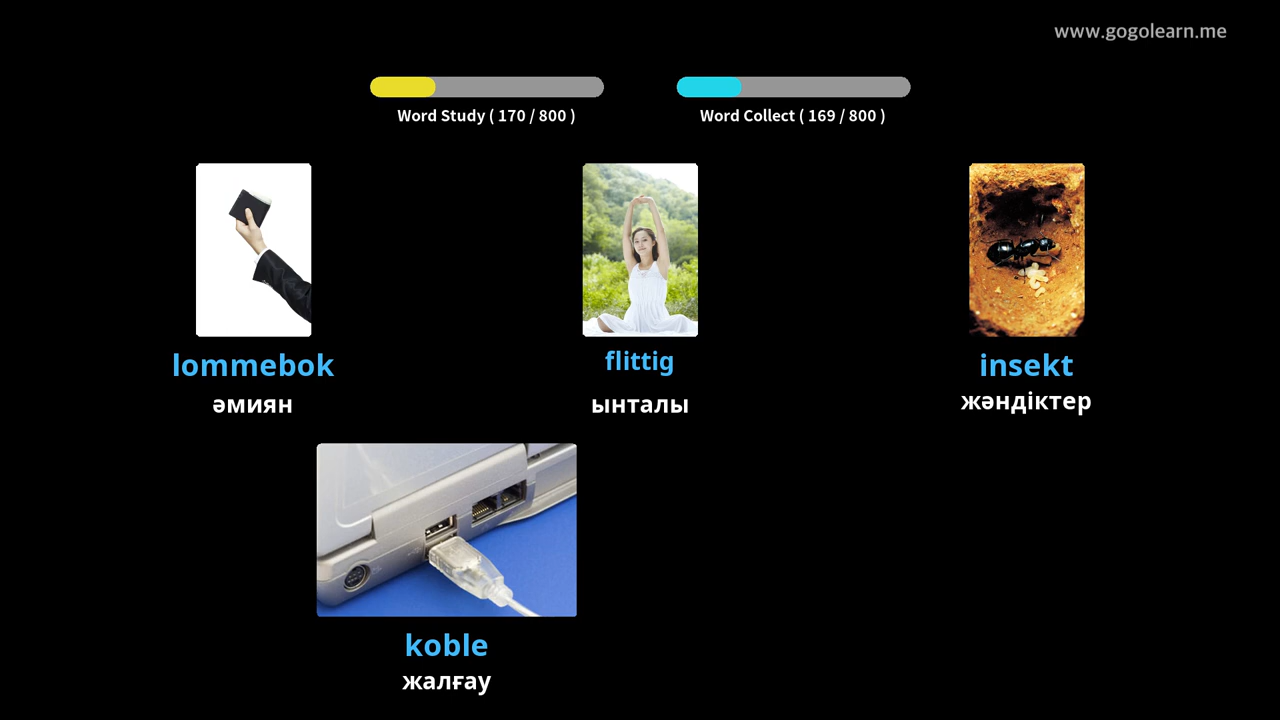 www.gogolearn.me
Word Study ( 170 / 800 )
Word Collect ( 169 / 800 )
lommebok
әмиян
flittig
ынталы
insekt
жәндіктер
koble
жалғау